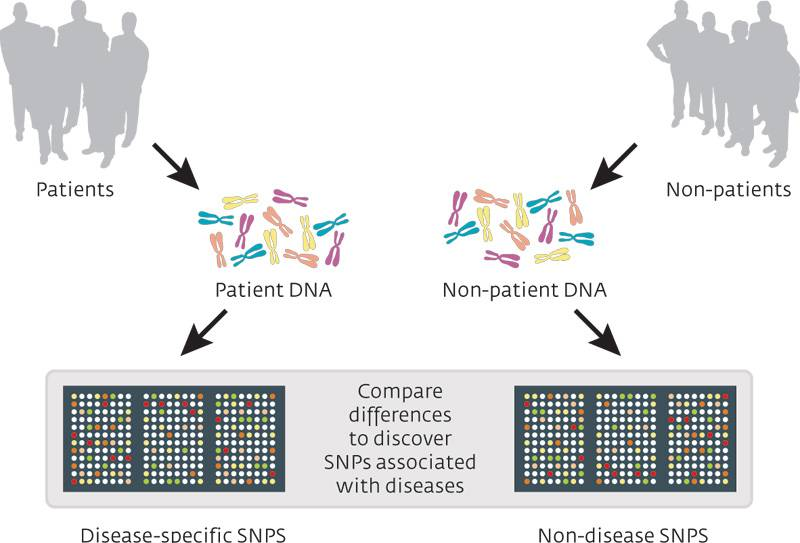 Patients
Non-patients
Patient DNA
Non-patient DNA
Compare
differences
to discover
SNPs associated
with diseases
Disease-specific SNPS
Non-disease SNPS